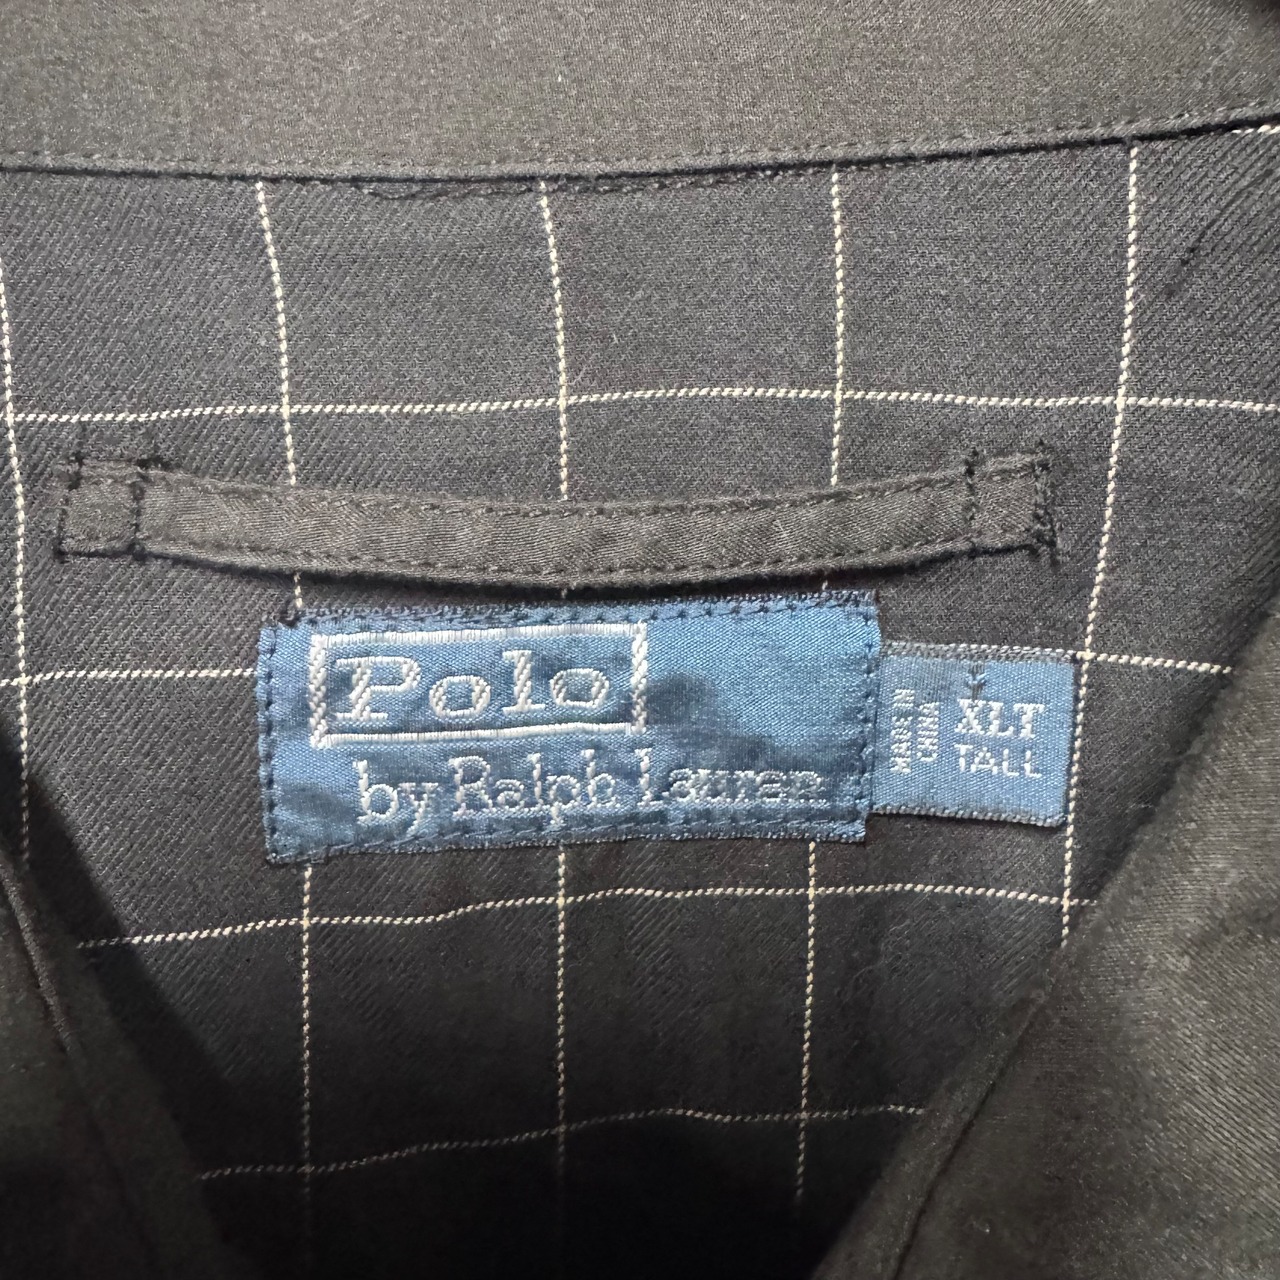 Polo
by Ralph Lauren
MADE IN
CHINA
XLT
TALL